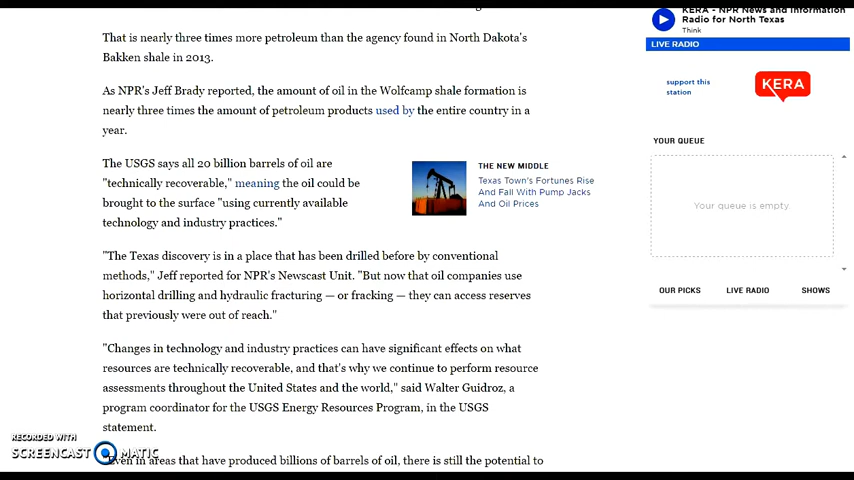 That is nearly three times more petroleum than the agency found in North Dakota's
Bakken shale in 2013.
As NPR's Jeff Brady reported, the amount of oil in the Wolfcamp shale formation is
nearly three times the amount of petroleum products used by the entire country in a
year.
The USGS says all 20 billion barrels of oil are
"technically recoverable," meaning the oil could be
brought to the surface "using currently available
technology and industry practices."
THE NEW MIDDLE
Texas Town's Fortunes Rise
And Fall With Pump Jacks
And Oil Prices
"The Texas discovery is in a place that has been drilled before by conventional
methods," Jeff reported for NPR's Newscast Unit. "But now that oil companies use
horizontal drilling and hydraulic fracturing — or fracking — they can access reserves
that previously were out of reach."
"Changes in technology and industry practices can have significant effects on what
resources are technically recoverable, and that's why we continue to perform resource
assessments throughout the United States and the world," said Walter Guidroz, a
program coordinator for the USGS Energy Resources Program, in the USGS
statement.
"Even in areas that have produced billions of barrels of oil, there is still the potential to
KERA - NPR News and Information
Radio for North Texas
Think
LIVE RADIO
support this
station
KERA
YOUR QUEUE
Your queue is empty.
OUR PICKS
LIVE RADIO
SHOWS
RECORDED WITH
SCREENCAST MATIC